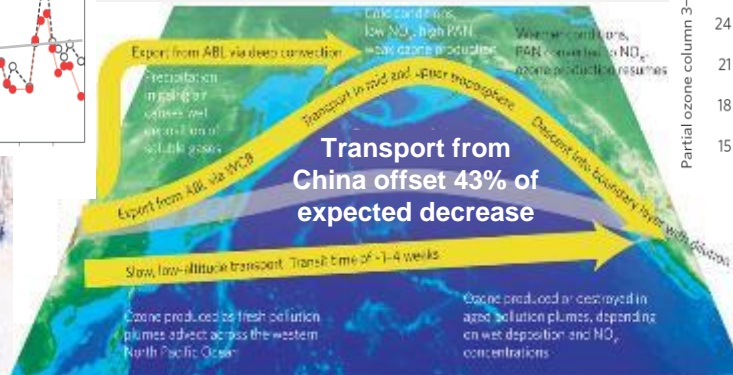 Cold conditions,
low NOx, high PAN,
weak ozone production
Warmer conditions,
PAN converted to NOx,
ozone production resumes
Export from ABL via deep convection
Precipitation
in rising air
causes wet
deposition of
soluble gases
Transport in mid and upper troposphere
Descent into boundary layer with dilution
Export from ABL via WCB
Transport from
China offset 43% of
expected decrease
Slow, low-altitude transport. Transit time of ~1–4 weeks
Ozone produced as fresh pollution
plumes advect across the western
North Pacific Ocean
Ozone produced or destroyed in
aged pollution plumes, depending
on wet deposition and NOx
concentrations
Partial ozone column 3–
24
21
18
15